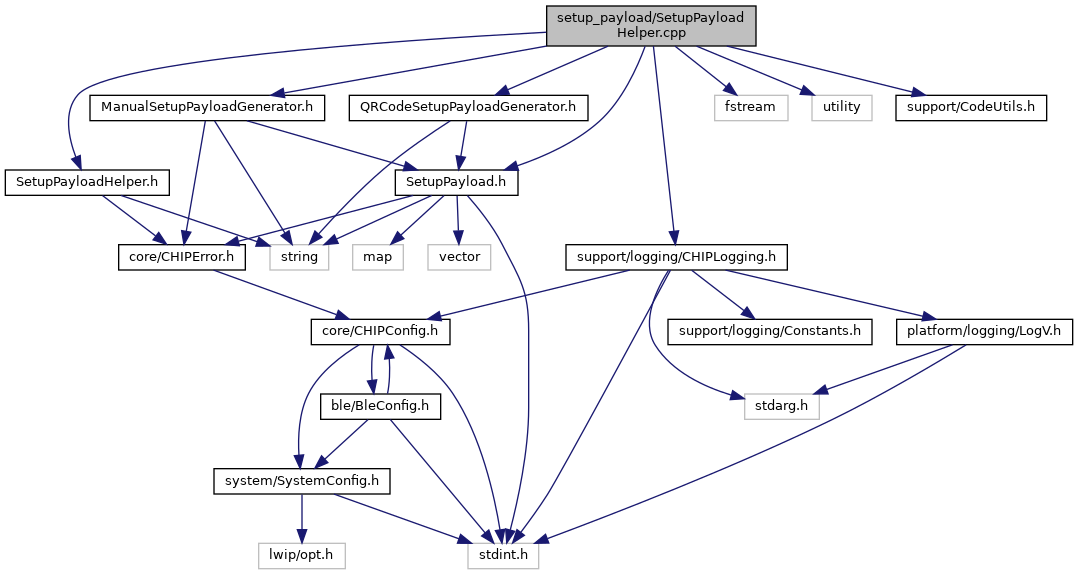 setup_payload/SetupPayload
Helper.cpp
ManualSetupPayloadGenerator.h
QRCodeSetupPayloadGenerator.h
fstream
utility
support/CodeUtils.h
SetupPayloadHelper.h
SetupPayload.h
core/CHIPError.h
string
map
vector
support/logging/CHIPLogging.h
core/CHIPConfig.h
support/logging/Constants.h
platform/logging/LogV.h
ble/BleConfig.h
stdarg.h
system/SystemConfig.h
lwip/opt.h
stdint.h